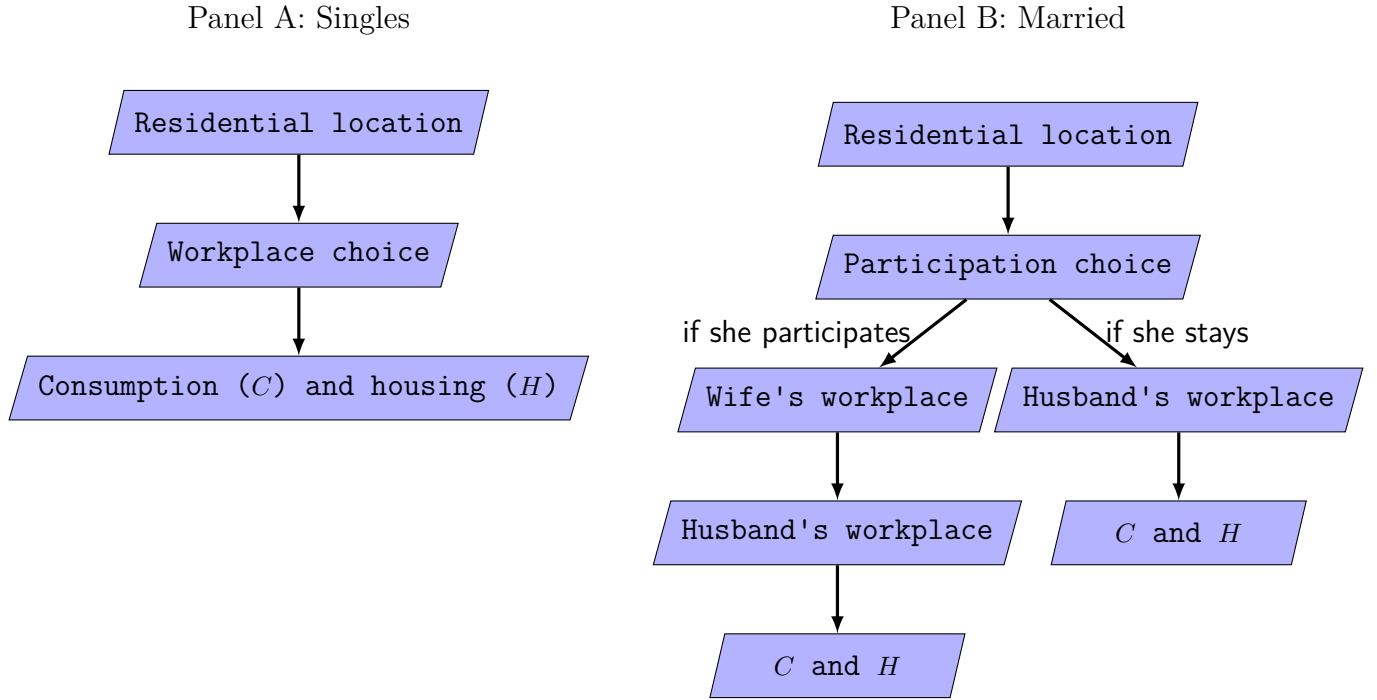 Panel A: Singles
Residential location
Workplace choice
Consumption (C) and housing (H)
Panel B: Married
Residential location
Participation choice
if she participates
if she stays
Wife's workplace
Husband's workplace
Husband's workplace
C and H
C and H